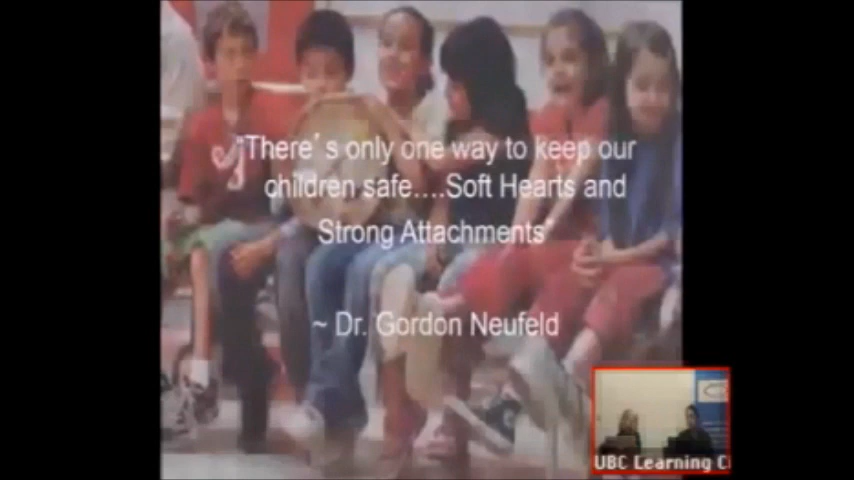 "There´s only one way to keep our
children safe....Soft Hearts and
Strong Attachments
~ Dr. Gordon Neufeld
UBC Learning Ci